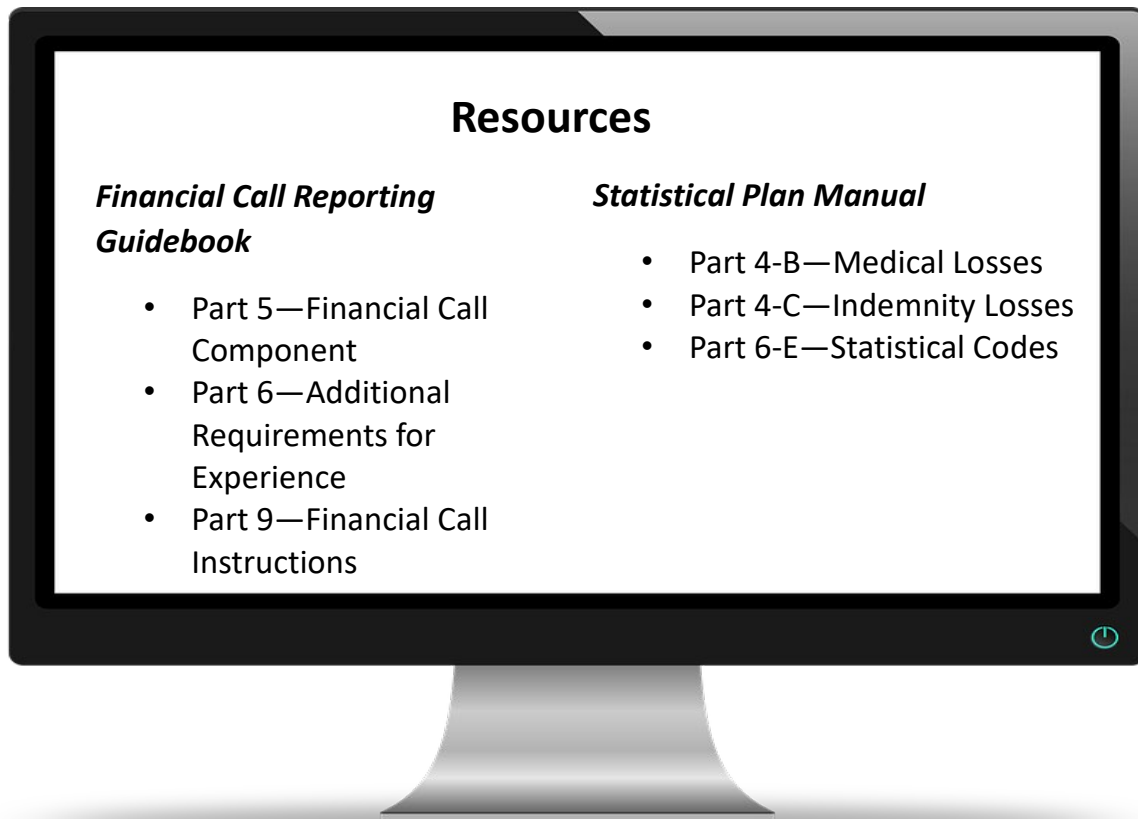 Resources
Financial Call Reporting
Guidebook
• Part 5—Financial Call
Component
• Part 6—Additional
Requirements for
Experience
• Part 9—Financial Call
Instructions
Statistical Plan Manual
• Part 4-B—Medical Losses
• Part 4-C—Indemnity Losses
• Part 6-E—Statistical Codes